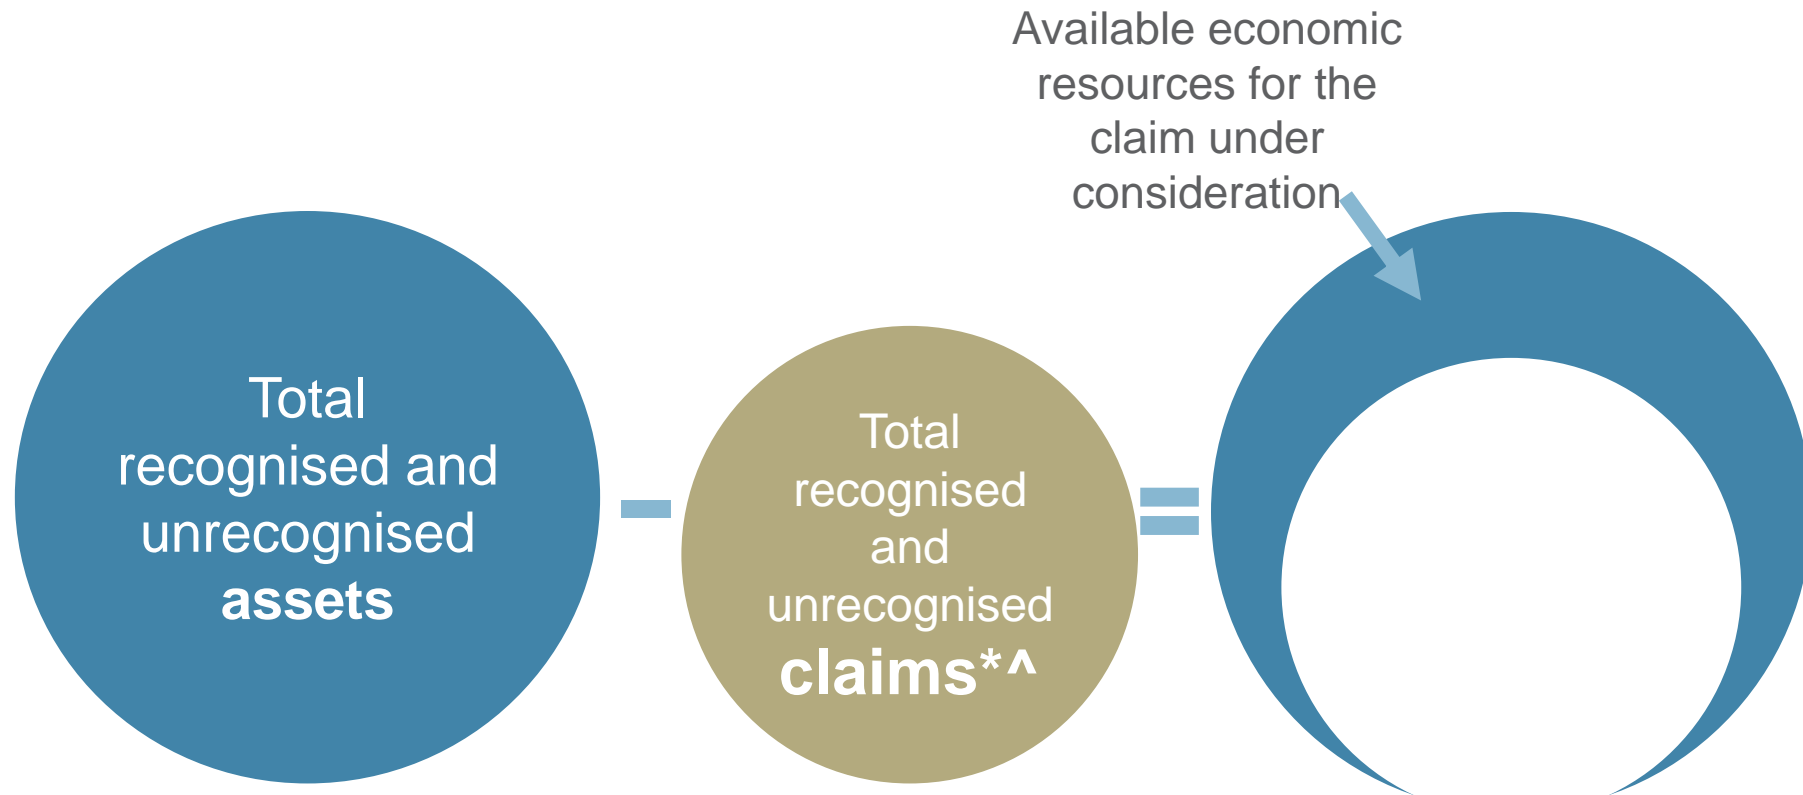 Available economic
resources for the
claim under
consideration
Total
recognised and
unrecognised
assets
Total
recognised
and
unrecognised
claims*^